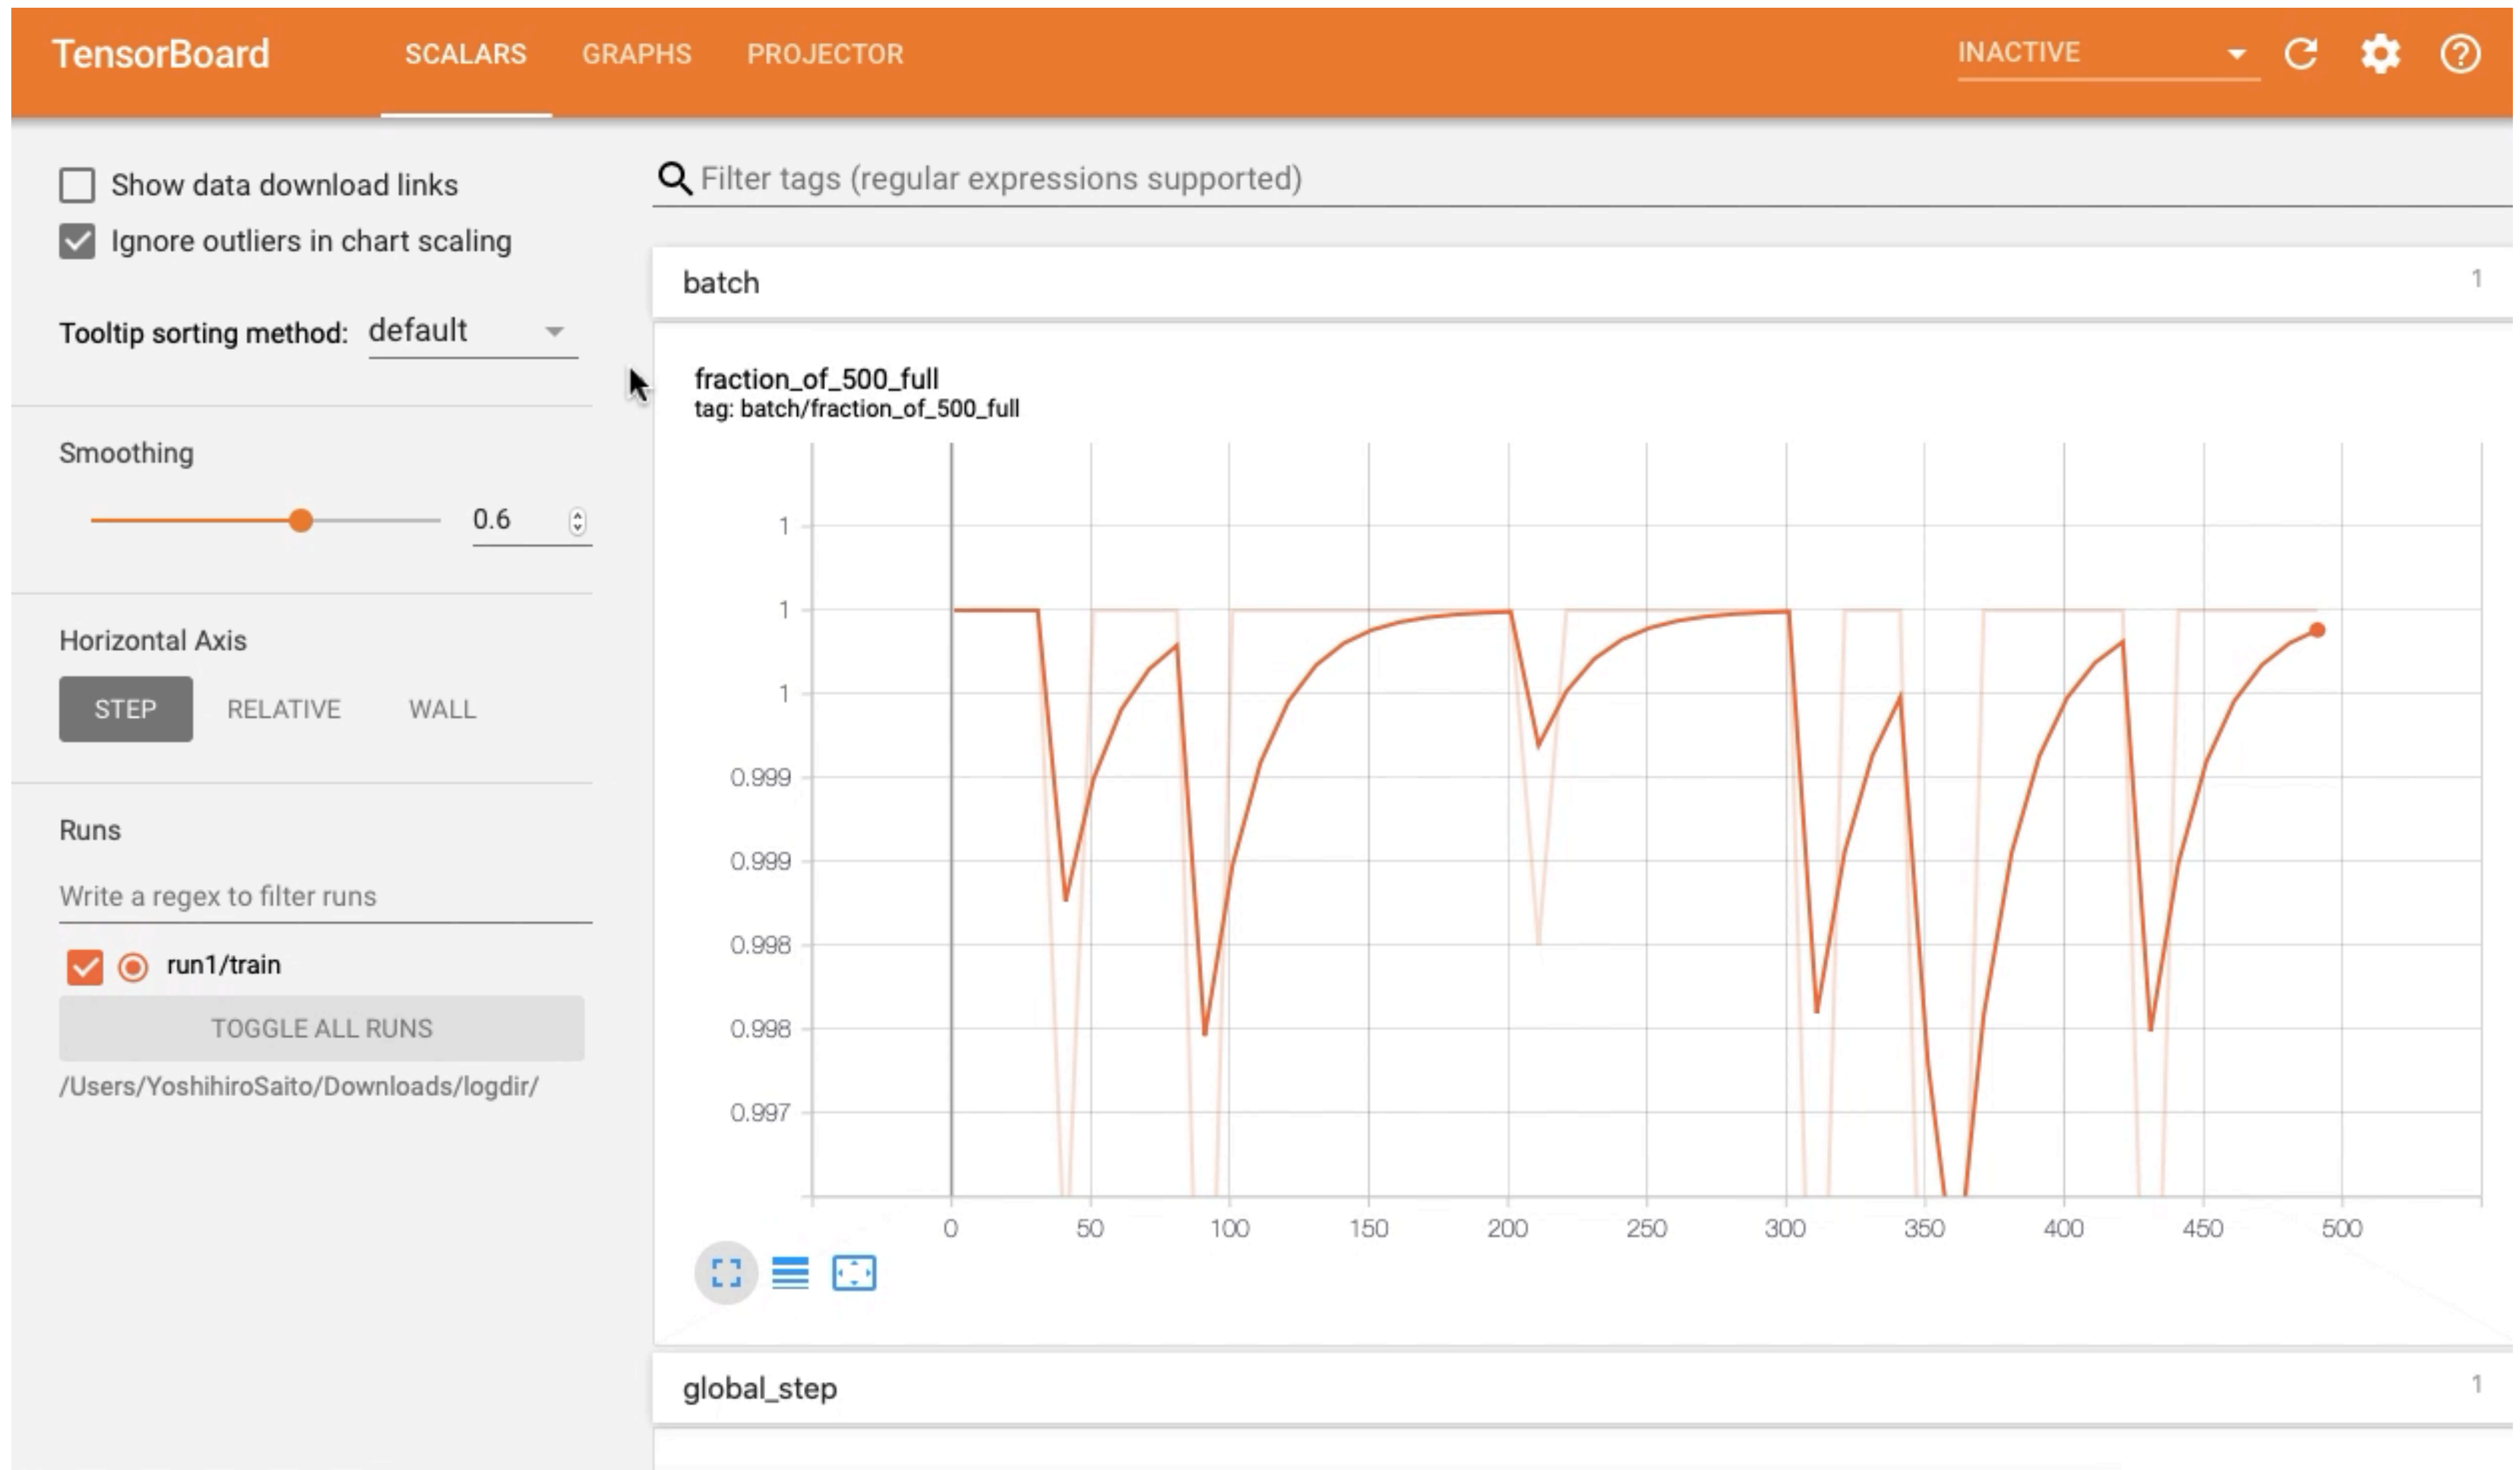 TensorBoard SCALARS GRAPHS PROJECTOR INACTIVE
Show data download links
Ignore outliers in chart scaling
Tooltip sorting method: default
Smoothing
0.6
Horizontal Axis
STEP RELATIVE WALL
Runs
Write a regex to filter runs
run1/train
TOGGLE ALL RUNS
/Users/YoshihiroSaito/Downloads/logdir/
Filter tags (regular expressions supported)
batch 1
fraction_of_500_full
tag: batch/fraction_of_500_full
1
1
1
0.999
0.999
0.998
0.998
0.997
0 50 100 150 200 250 300 350 400 450 500
global_step 1